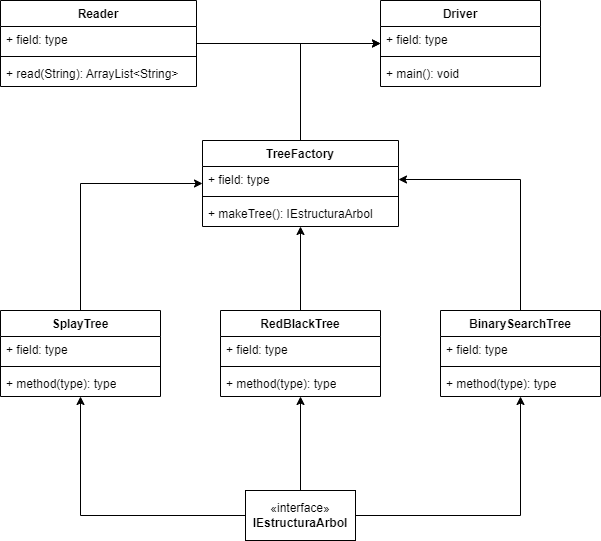 Reader
+ field: type
+ read(String): ArrayList<String>
Driver
+ field: type
+ main(): void
TreeFactory
+ field: type
+ makeTree(): IEstructuraArbol
SplayTree
+ field: type
+ method(type): type
RedBlackTree
+ field: type
+ method(type): type
BinarySearchTree
+ field: type
+ method(type): type
«interface»
IEstructuraArbol